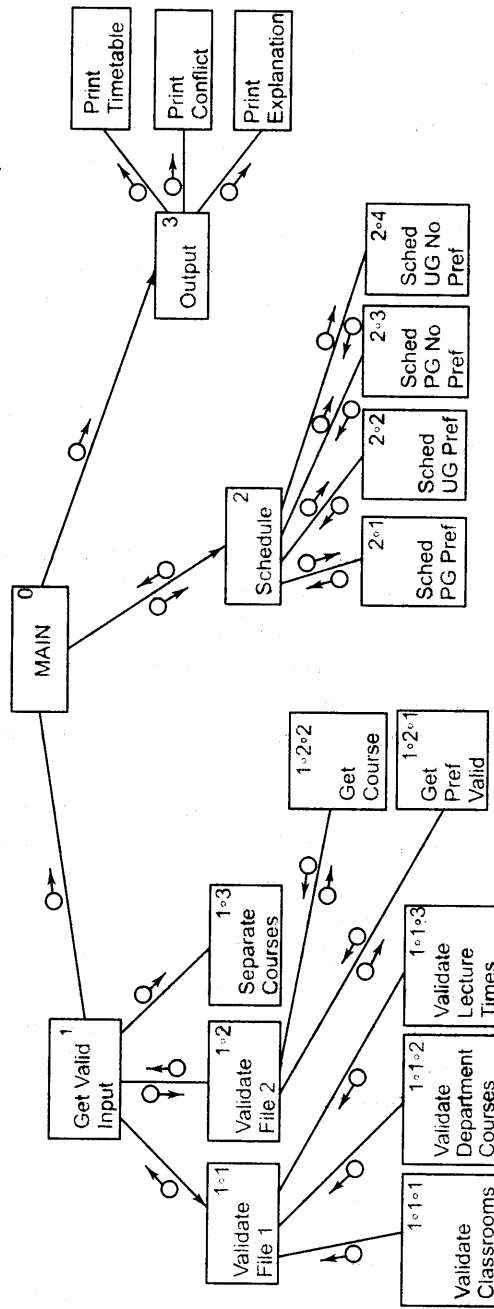 0
MAIN
1
Get Valid
Input
2
Schedule
3
Output
Print
Timetable
Print
Conflict
Print
Explanation
1∘1
Validate
File 1
1∘2
Validate
File 2
1∘3
Separate
Courses
1∘1∘1
Validate
Classrooms
1∘1∘2
Validate
Department
Courses
1∘1∘3
Validate
Lecture
Times
1∘2∘1
Get
Pref
Valid
1∘2∘2
Get
Course
2∘1
Sched
PG Pref
2∘2
Sched
UG Pref
2∘3
Sched
PG No
Pref
2∘4
Sched
UG No
Pref